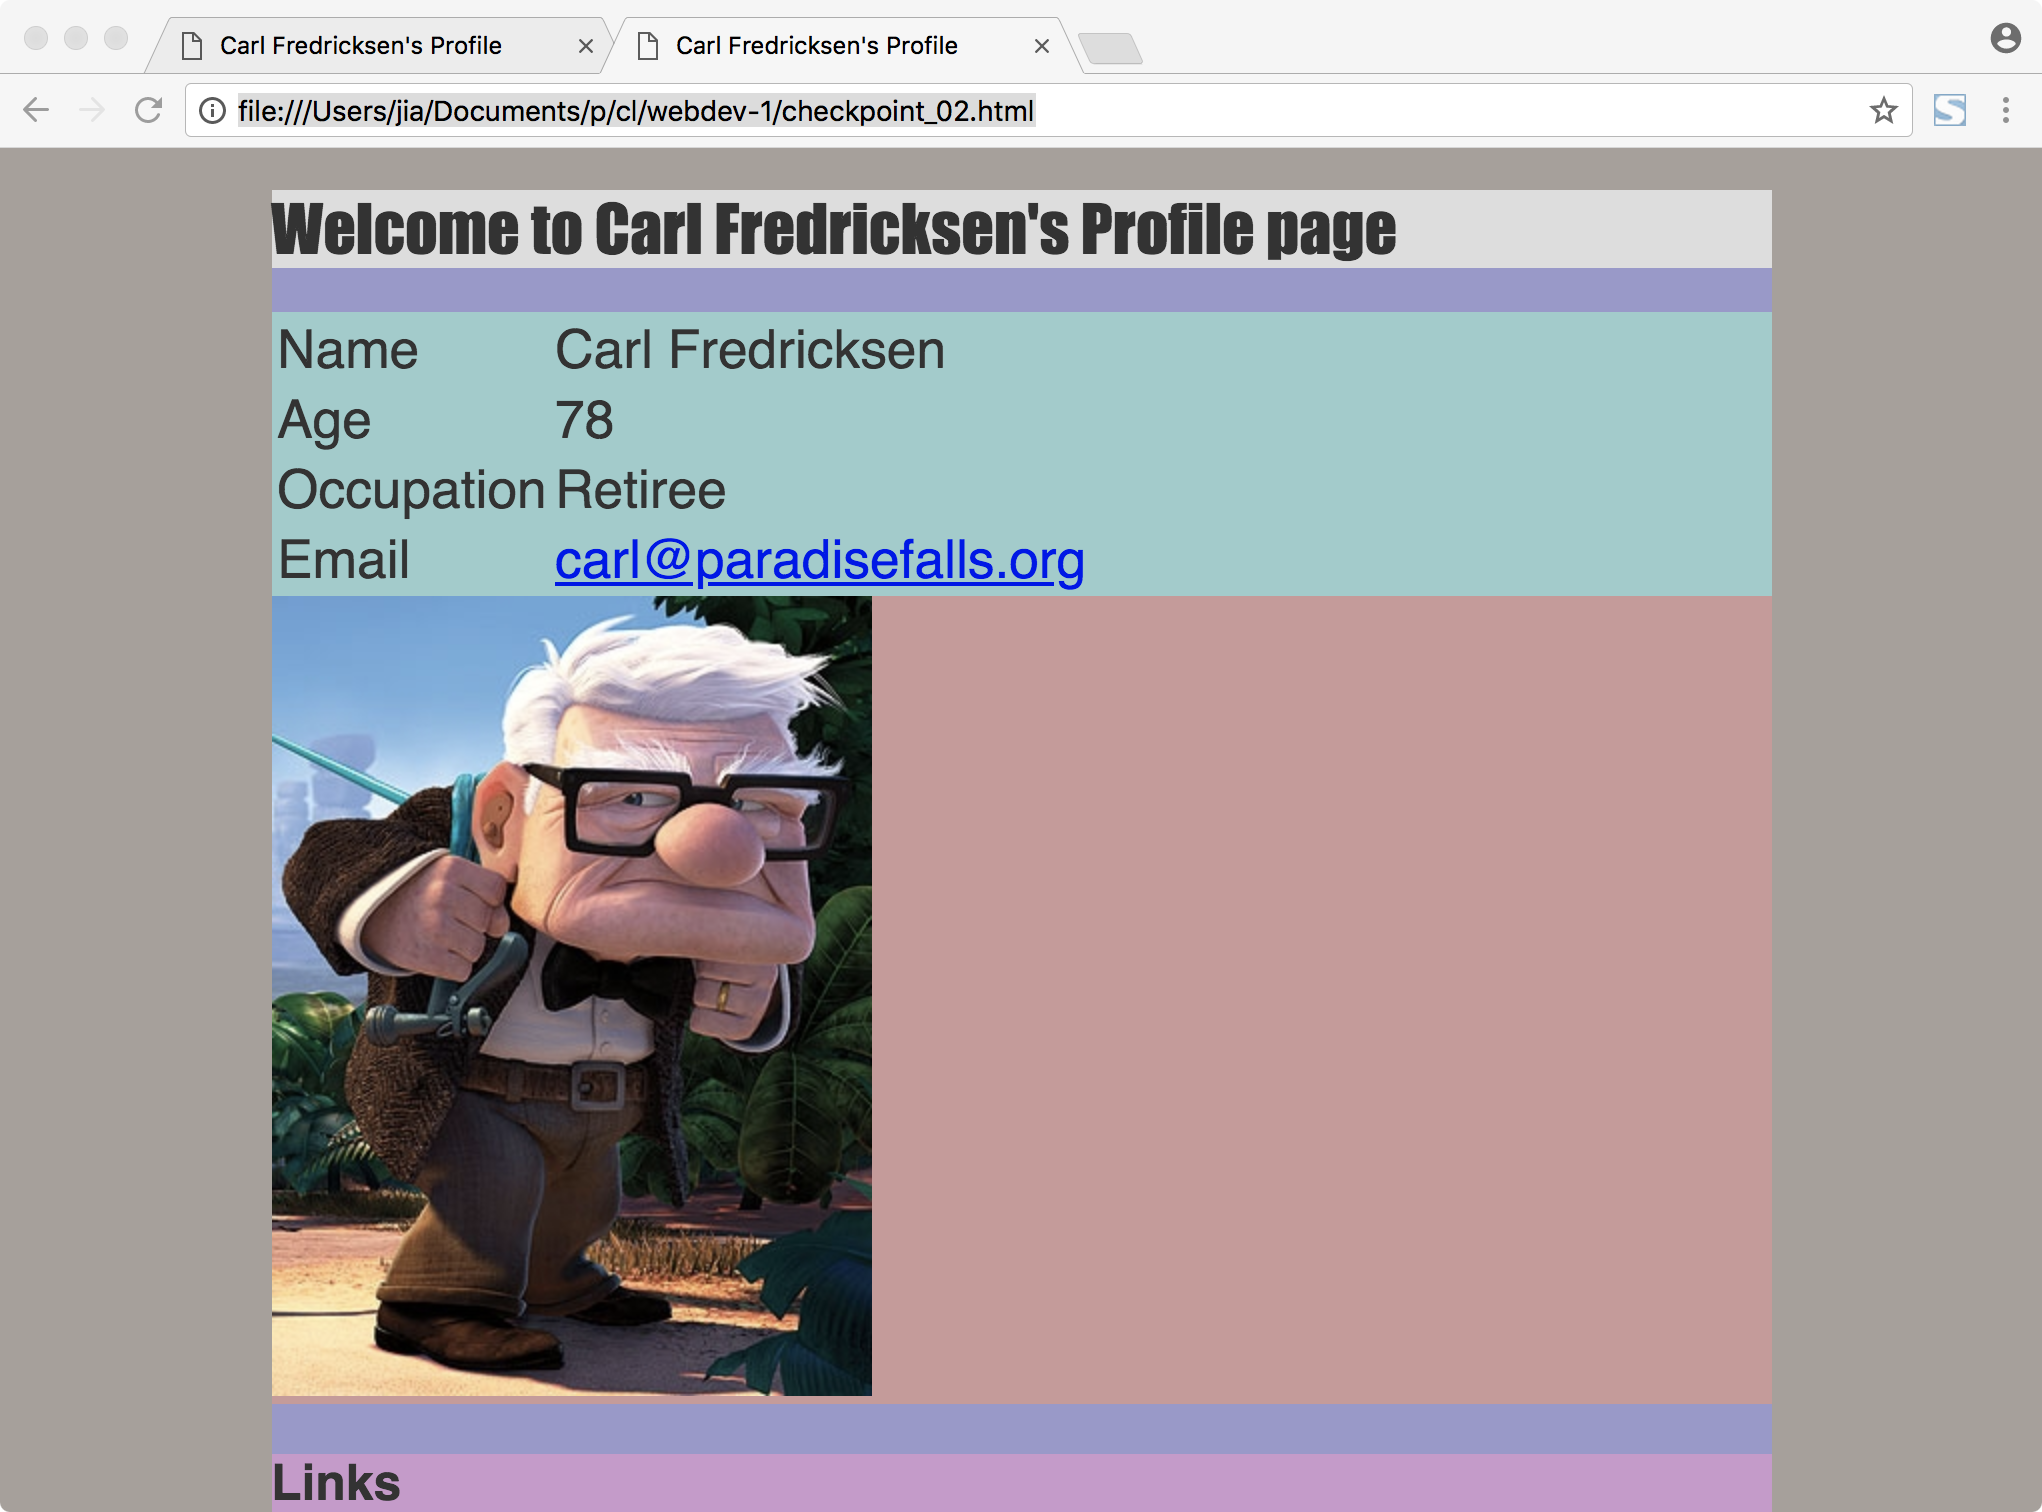 Carl Fredricksen's Profile
Carl Fredricksen's Profile
file:///Users/jia/Documents/p/cl/webdev-1/checkpoint_02.html
Welcome to Carl Fredricksen's Profile page
Name Carl Fredricksen
Age 78
Occupation Retiree
Email carl@paradisefalls.org
Links